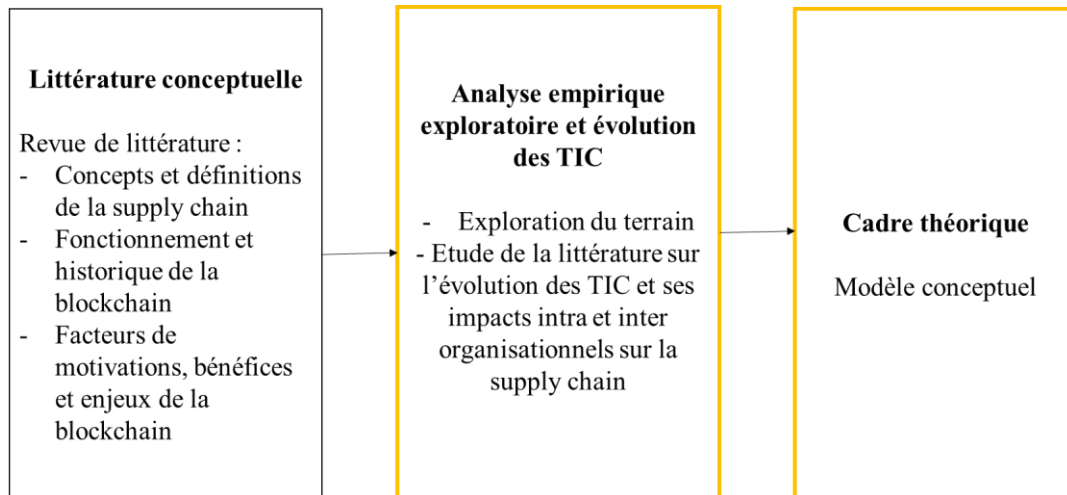 Littérature conceptuelle
Revue de littérature :
- Concepts et définitions
de la supply chain
- Fonctionnement et
historique de la
blockchain
- Facteurs de
motivations, bénéfices
et enjeux de la
blockchain
Analyse empirique
exploratoire et évolution
des TIC
- Exploration du terrain
- Etude de la littérature sur
l’évolution des TIC et ses
impacts intra et inter
organisationnels sur la
supply chain
Cadre théorique
Modèle conceptuel